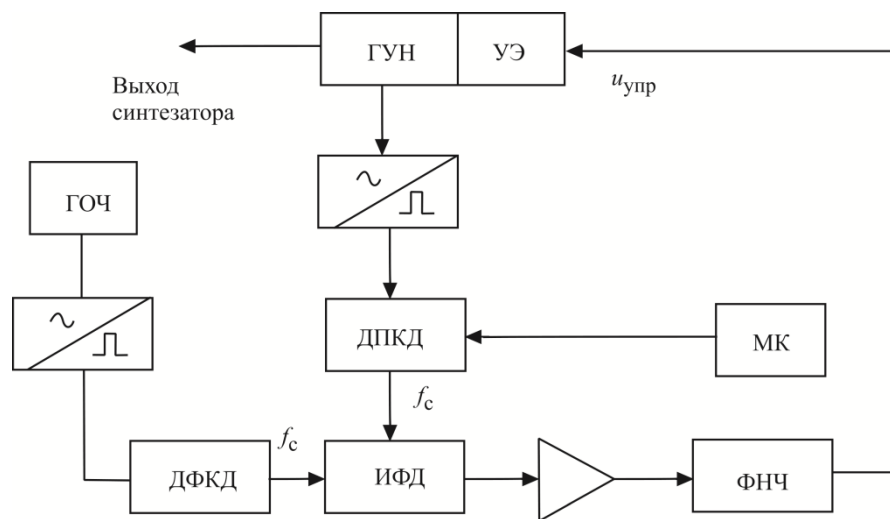 ГУН
УЭ
Выход
синтезатора
uупр
ГОЧ
ДПКД
МК
fс
fс
ДФКД
ИФД
ФНЧ